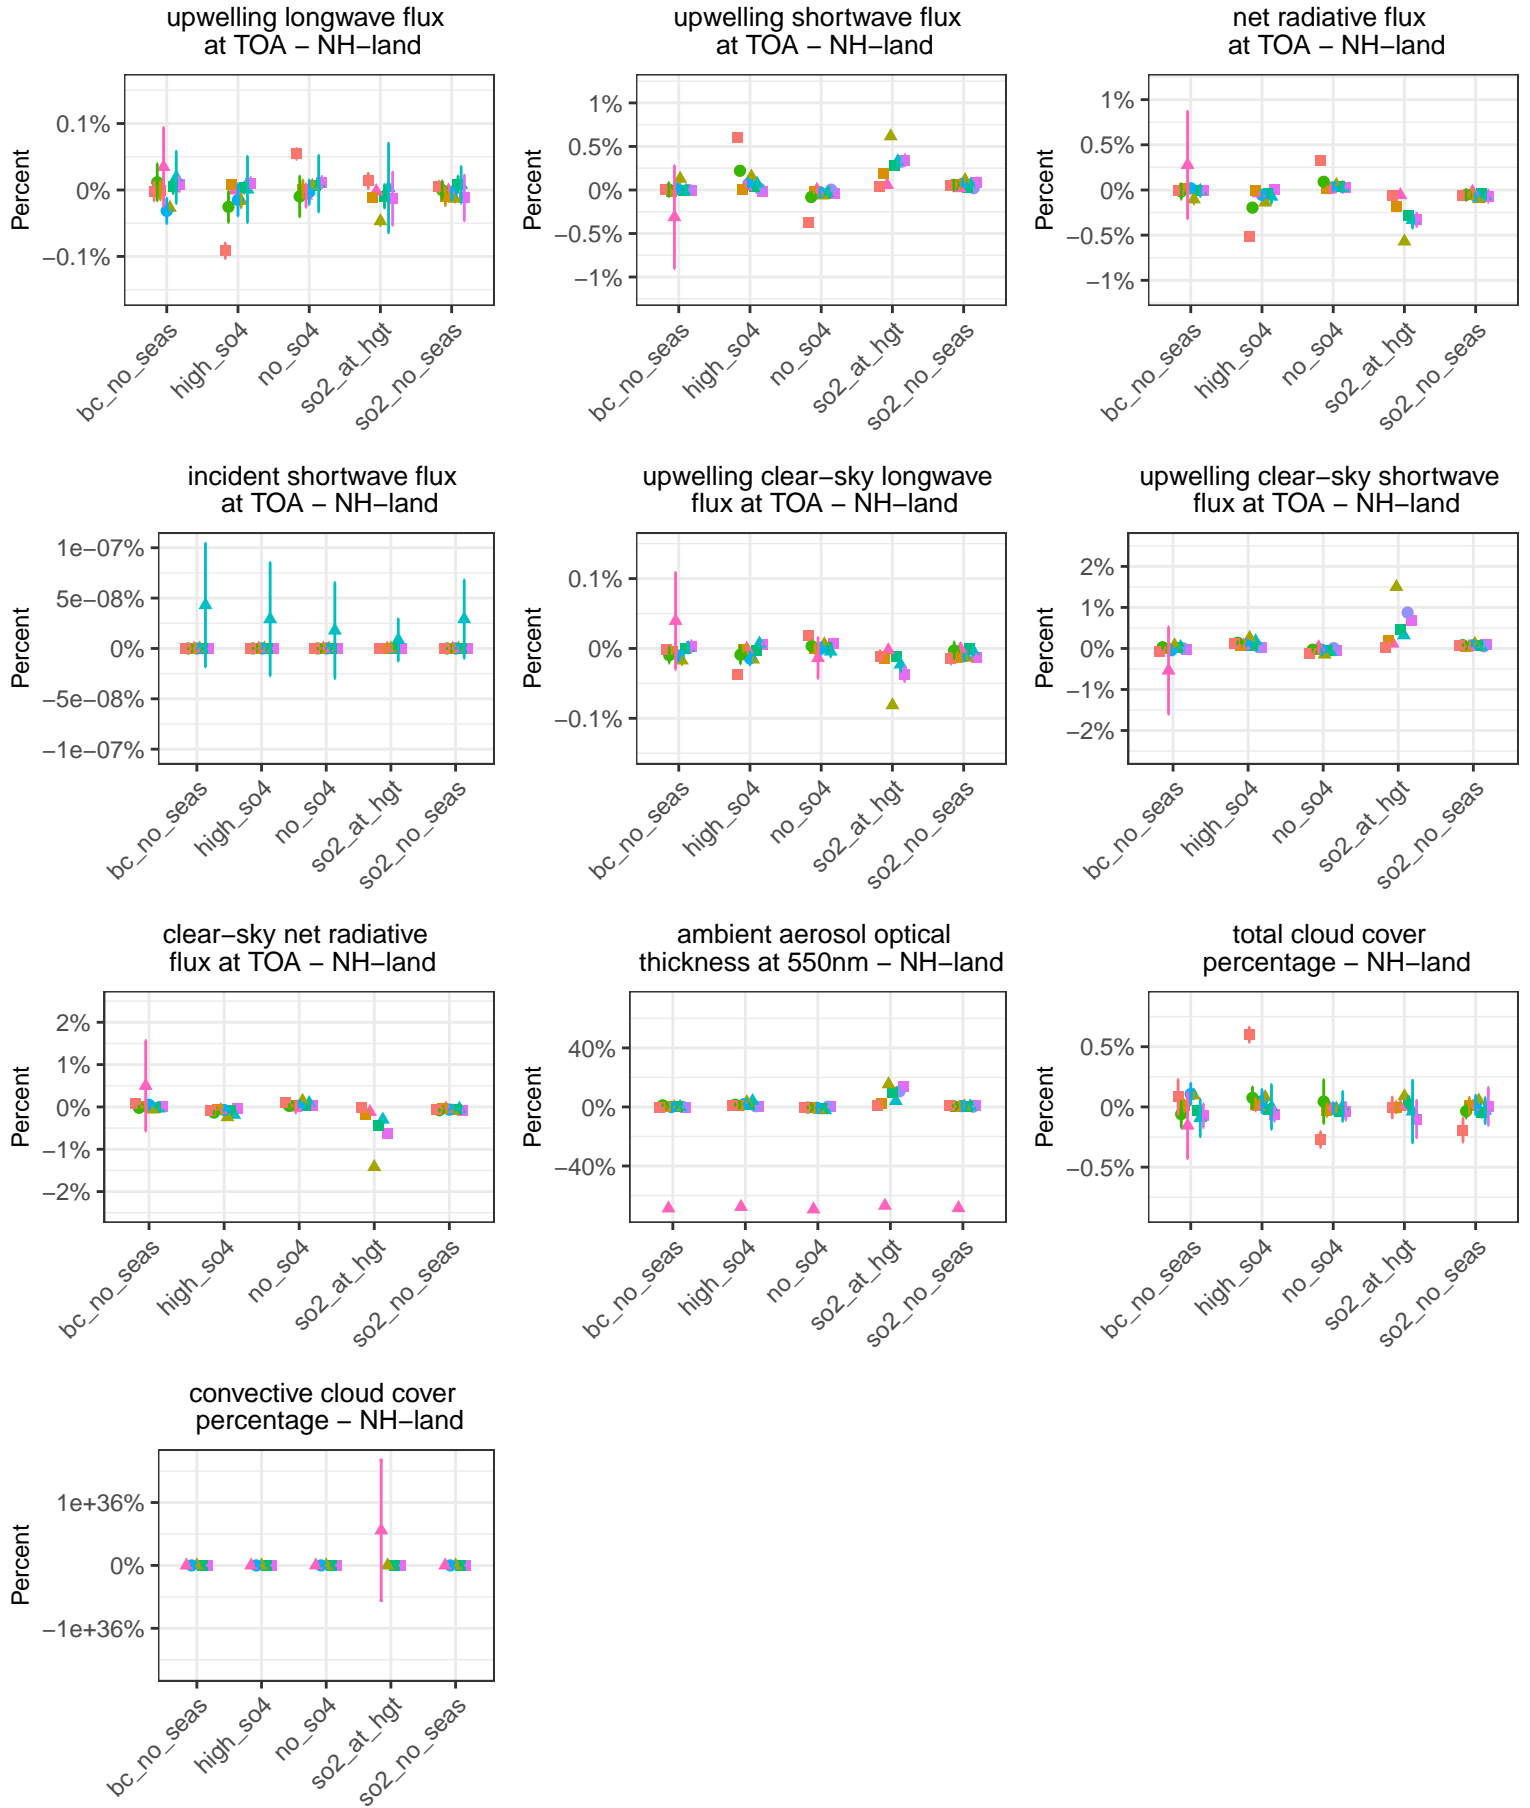 upwelling longwave flux
at TOA − NH−land
Percent
0.1%
0%
−0.1%
bc_no_seas
high_so4
no_so4
so2_at_hgt
so2_no_seas
upwelling shortwave flux
at TOA − NH−land
Percent
1%
0.5%
0%
−0.5%
−1%
bc_no_seas
high_so4
no_so4
so2_at_hgt
so2_no_seas
net radiative flux
at TOA − NH−land
Percent
1%
0.5%
0%
−0.5%
−1%
bc_no_seas
high_so4
no_so4
so2_at_hgt
so2_no_seas
incident shortwave flux
at TOA − NH−land
Percent
1e−07%
5e−08%
0%
−5e−08%
−1e−07%
bc_no_seas
high_so4
no_so4
so2_at_hgt
so2_no_seas
upwelling clear−sky longwave
flux at TOA − NH−land
Percent
0.1%
0%
−0.1%
bc_no_seas
high_so4
no_so4
so2_at_hgt
so2_no_seas
upwelling clear−sky shortwave
flux at TOA − NH−land
Percent
2%
1%
0%
−1%
−2%
bc_no_seas
high_so4
no_so4
so2_at_hgt
so2_no_seas
clear−sky net radiative
flux at TOA − NH−land
Percent
2%
1%
0%
−1%
−2%
bc_no_seas
high_so4
no_so4
so2_at_hgt
so2_no_seas
ambient aerosol optical
thickness at 550nm − NH−land
Percent
40%
0%
−40%
bc_no_seas
high_so4
no_so4
so2_at_hgt
so2_no_seas
total cloud cover
percentage − NH−land
Percent
0.5%
0%
−0.5%
bc_no_seas
high_so4
no_so4
so2_at_hgt
so2_no_seas
convective cloud cover
percentage − NH−land
Percent
1e+36%
0%
−1e+36%
bc_no_seas
high_so4
no_so4
so2_at_hgt
so2_no_seas